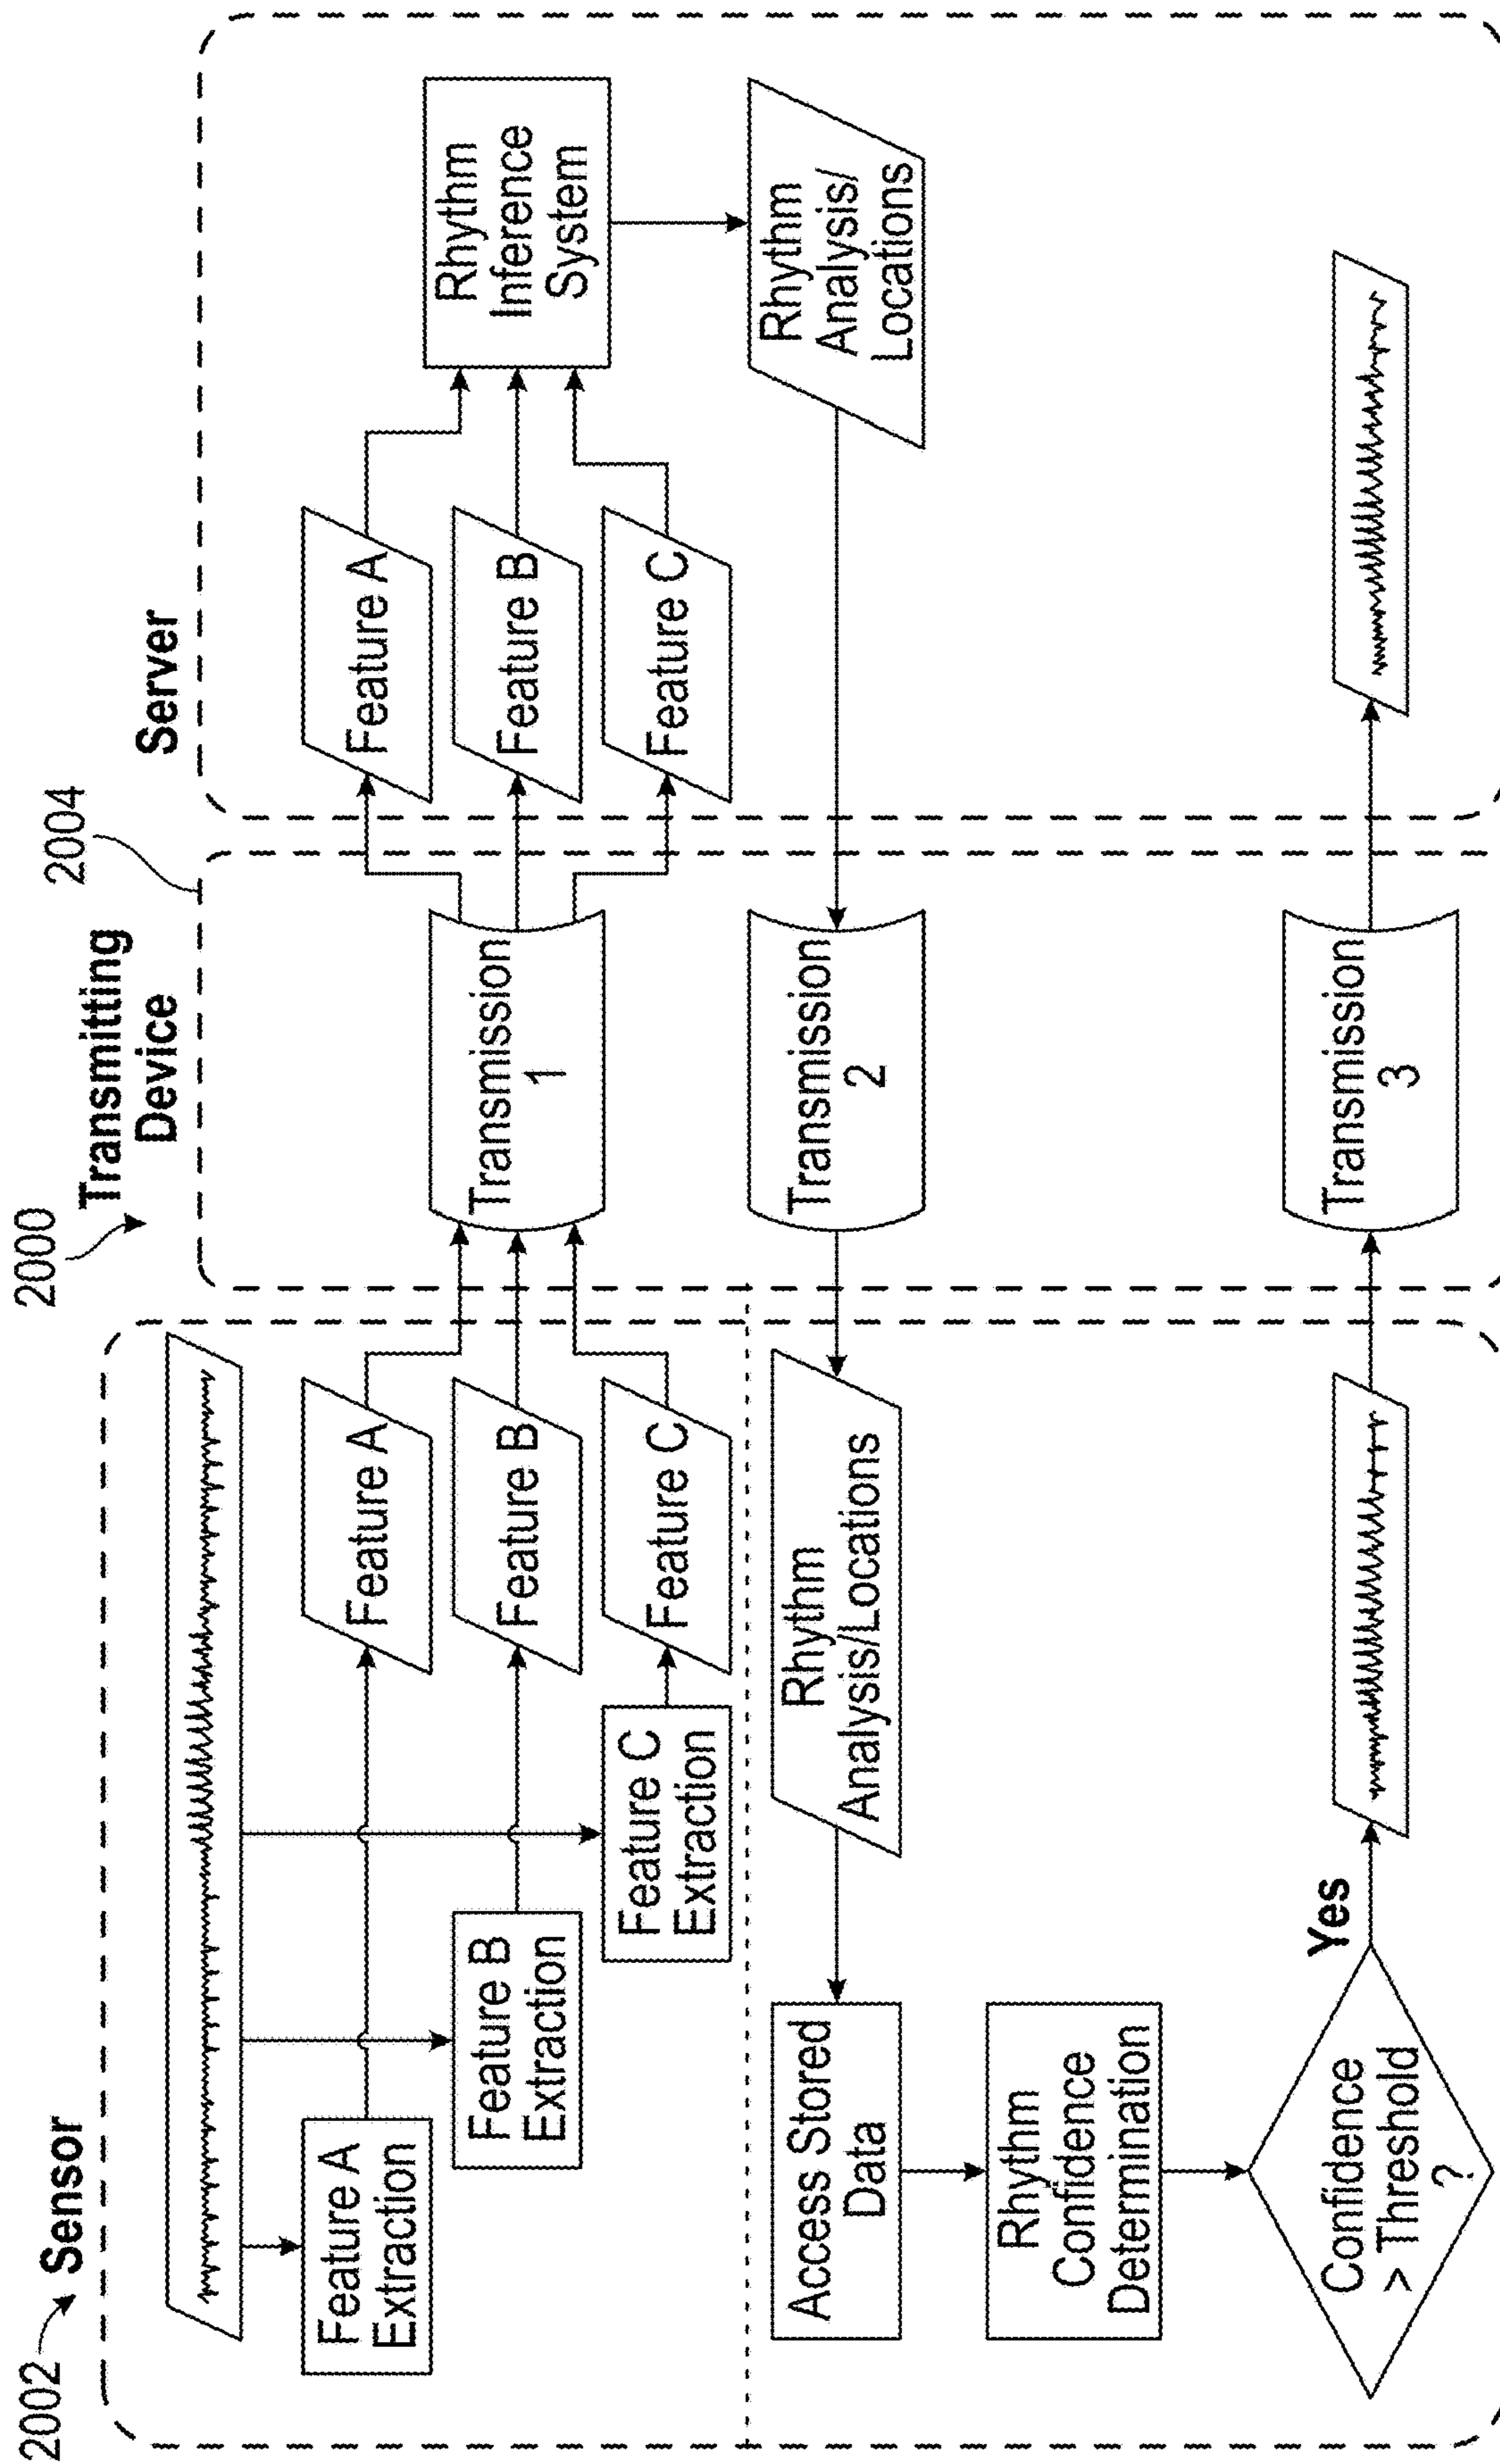 2000
2002
Sensor
Transmitting
Device
2004
Server
Feature A
Extraction
Feature B
Extraction
Feature C
Extraction
Feature A
Feature B
Feature C
Transmission
1
Feature A
Feature B
Feature C
Rhythm
Inference
System
Rhythm
Analysis/
Locations
Transmission
2
Rhythm
Analysis/Locations
Access Stored
Data
Rhythm
Confidence
Determination
Confidence
> Threshold
?
Yes
Transmission
3